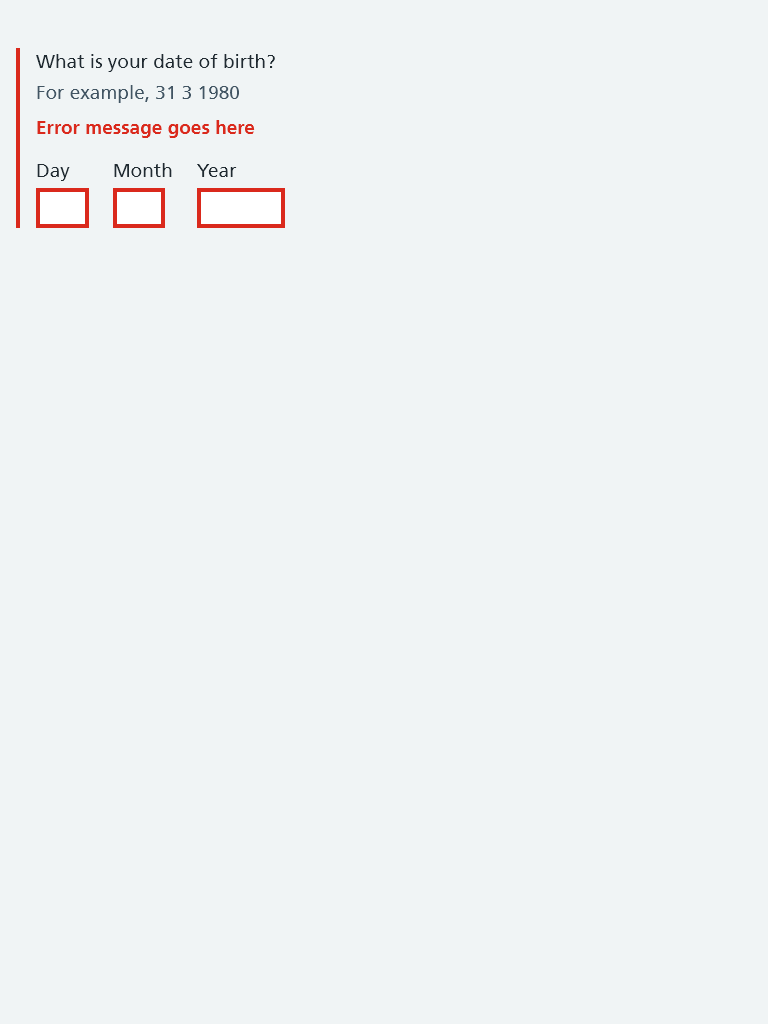 What is your date of birth?
For example, 31 3 1980
Error message goes here
Day Month Year